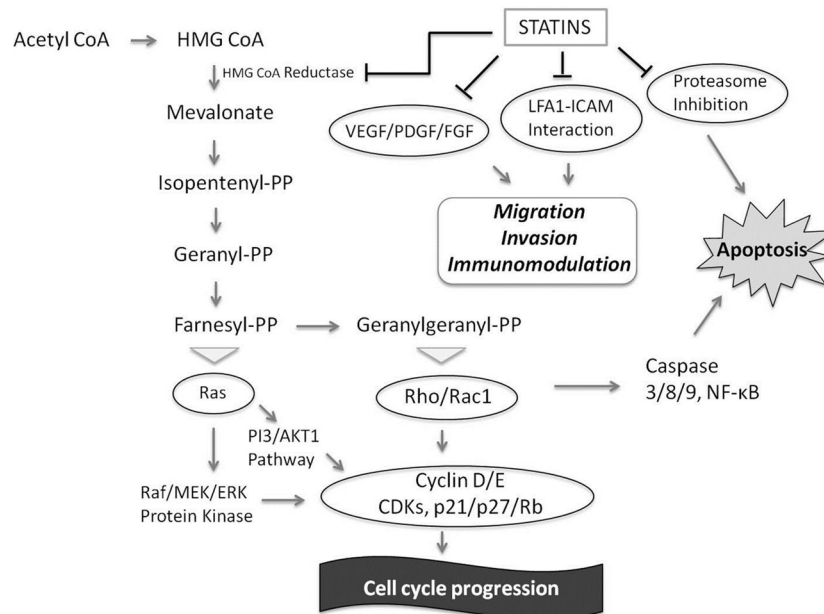 Acetyl CoA
HMG CoA
STATINS
HMG CoA Reductase
Proteasome
Inhibition
VEGF/PDGF/FGF
LFA1-ICAM
Interaction
Mevalonate
Isopentenyl-PP
Migration
Invasion
Immunomodulation
Geranyl-PP
Apoptosis
Farnesyl-PP
Geranylgeranyl-PP
Ras
Rho/Rac1
Caspase
3/8/9, NF-κB
PI3/AKT1
Pathway
Raf/MEK/ERK
Protein Kinase
Cyclin D/E
CDKs, p21/p27/Rb
Cell cycle progression